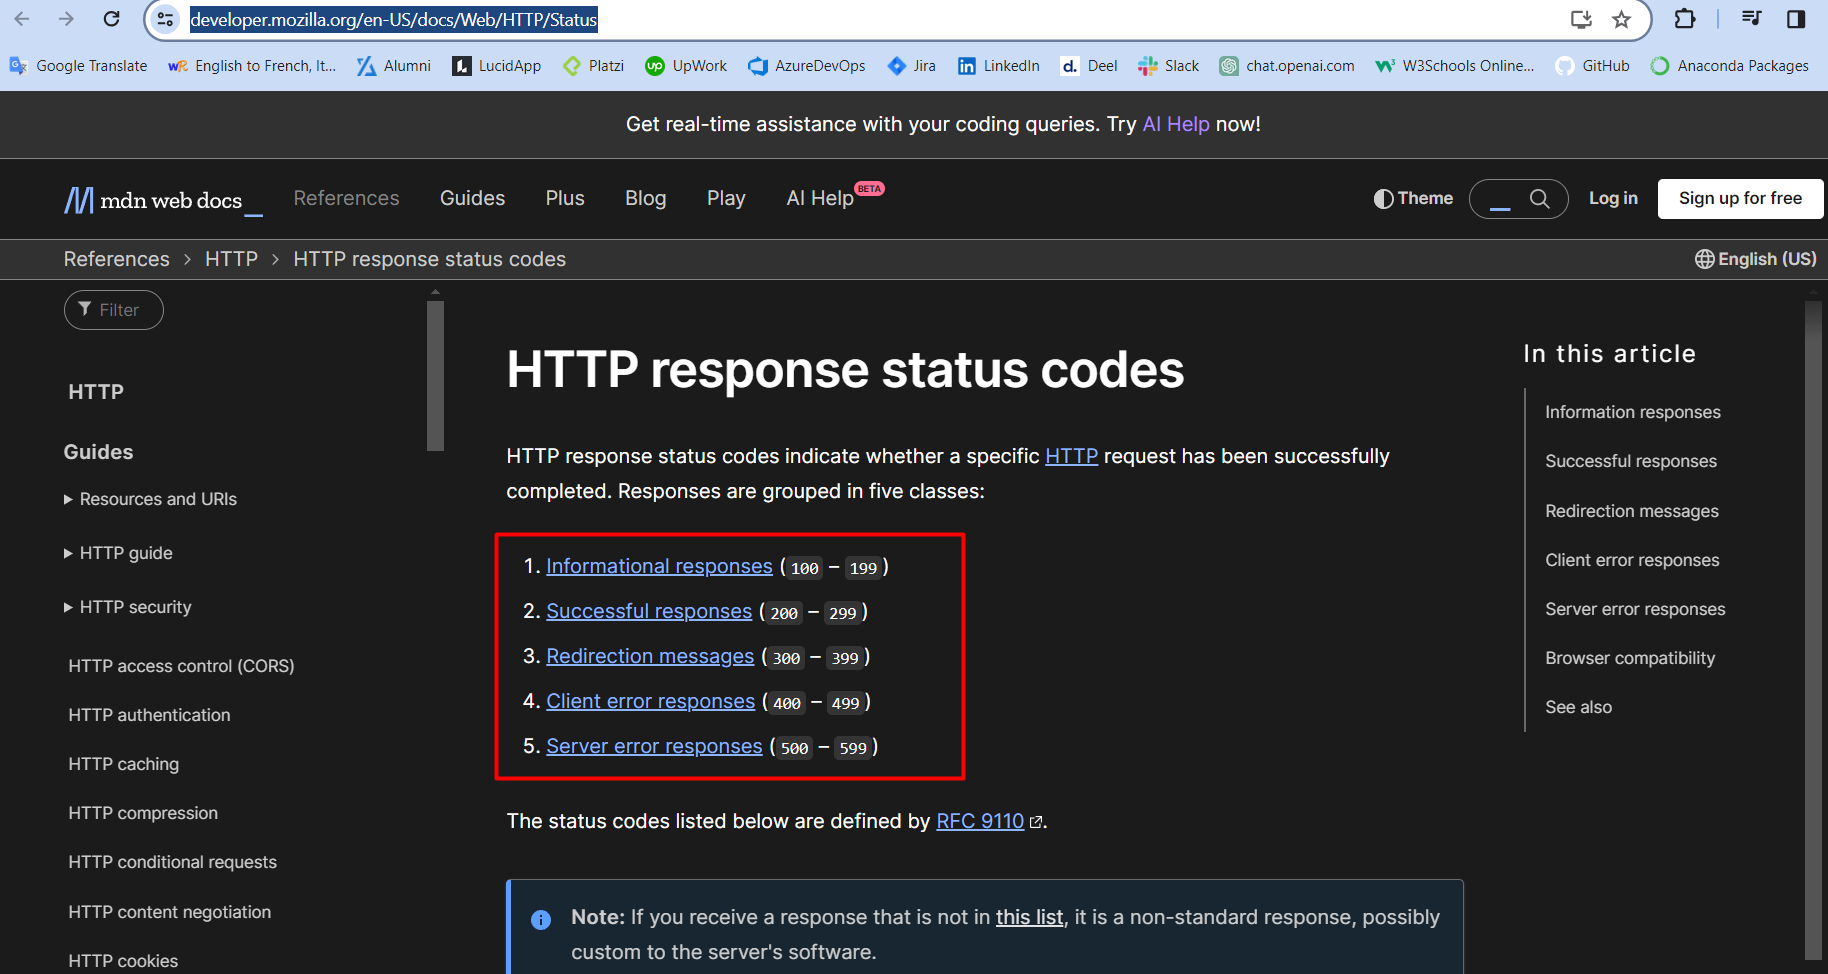 developer.mozilla.org/en-US/docs/Web/HTTP/Status
Google Translate English to French, It... Alumni LucidApp Platzi UpWork AzureDevOps Jira LinkedIn Deel Slack chat.openai.com W3Schools Online... GitHub Anaconda Packages
Get real-time assistance with your coding queries. Try AI Help now!
mdn web docs_ References Guides Plus Blog Play AI Help BETA Theme Log in Sign up for free
References > HTTP > HTTP response status codes English (US)
Filter
HTTP
Guides
Resources and URIs
HTTP guide
HTTP security
HTTP access control (CORS)
HTTP authentication
HTTP caching
HTTP compression
HTTP conditional requests
HTTP content negotiation
HTTP cookies
HTTP response status codes
HTTP response status codes indicate whether a specific HTTP request has been successfully
completed. Responses are grouped in five classes:
1. Informational responses (100 – 199)
2. Successful responses (200 – 299)
3. Redirection messages (300 – 399)
4. Client error responses (400 – 499)
5. Server error responses (500 – 599)
The status codes listed below are defined by RFC 9110.
Note: If you receive a response that is not in this list, it is a non-standard response, possibly
custom to the server's software.
In this article
Information responses
Successful responses
Redirection messages
Client error responses
Server error responses
Browser compatibility
See also